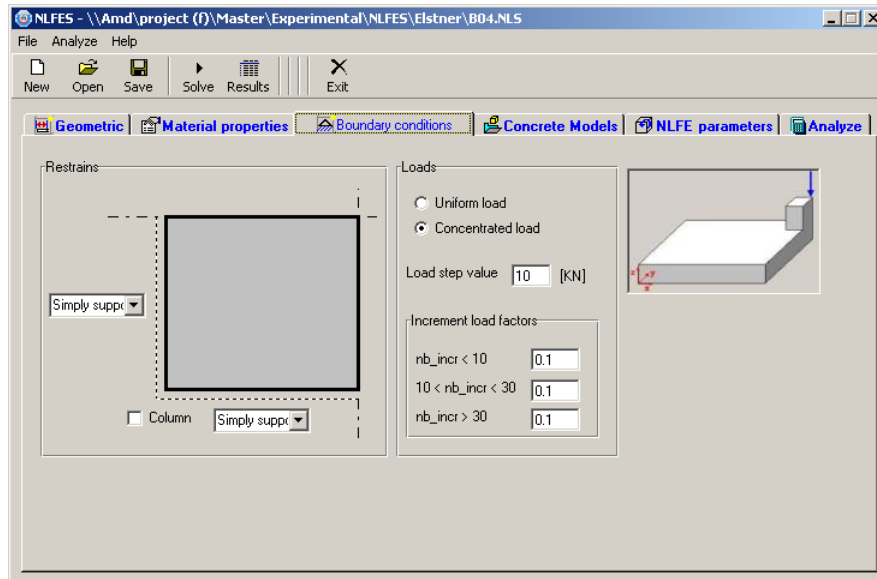 NLFES - \\Amd\project (f)\Master\Experimental\NLFES\Elstner\B04.NLS
File Analyze Help
New Open Save Solve Results Exit
Geometric Material properties Boundary conditions Concrete Models NLFE parameters Analyze
Restrains
Simply suppo
Column Simply suppo
Loads
Uniform load
Concentrated load
Load step value 10 [KN]
Increment load factors
nb_incr < 10 0.1
10 < nb_incr < 30 0.1
nb_incr > 30 0.1
z y
x